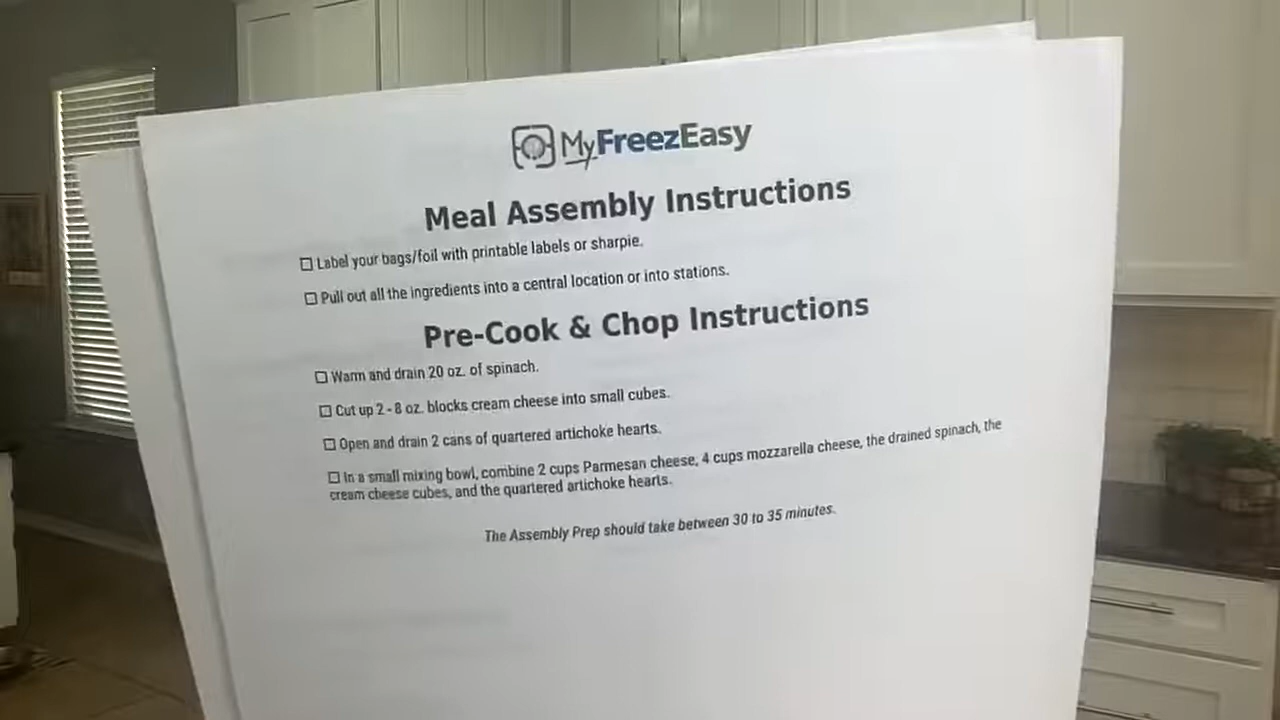 MyFreezEasy
Meal Assembly Instructions
☐ Label your bags/foil with printable labels or sharpie.
☐ Pull out all the ingredients into a central location or into stations.
Pre-Cook & Chop Instructions
☐ Warm and drain 20 oz. of spinach.
☐ Cut up 2 - 8 oz. blocks cream cheese into small cubes.
☐ Open and drain 2 cans of quartered artichoke hearts.
☐ In a small mixing bowl, combine 2 cups Parmesan cheese, 4 cups mozzarella cheese, the drained spinach, the
cream cheese cubes, and the quartered artichoke hearts.
The Assembly Prep should take between 30 to 35 minutes.